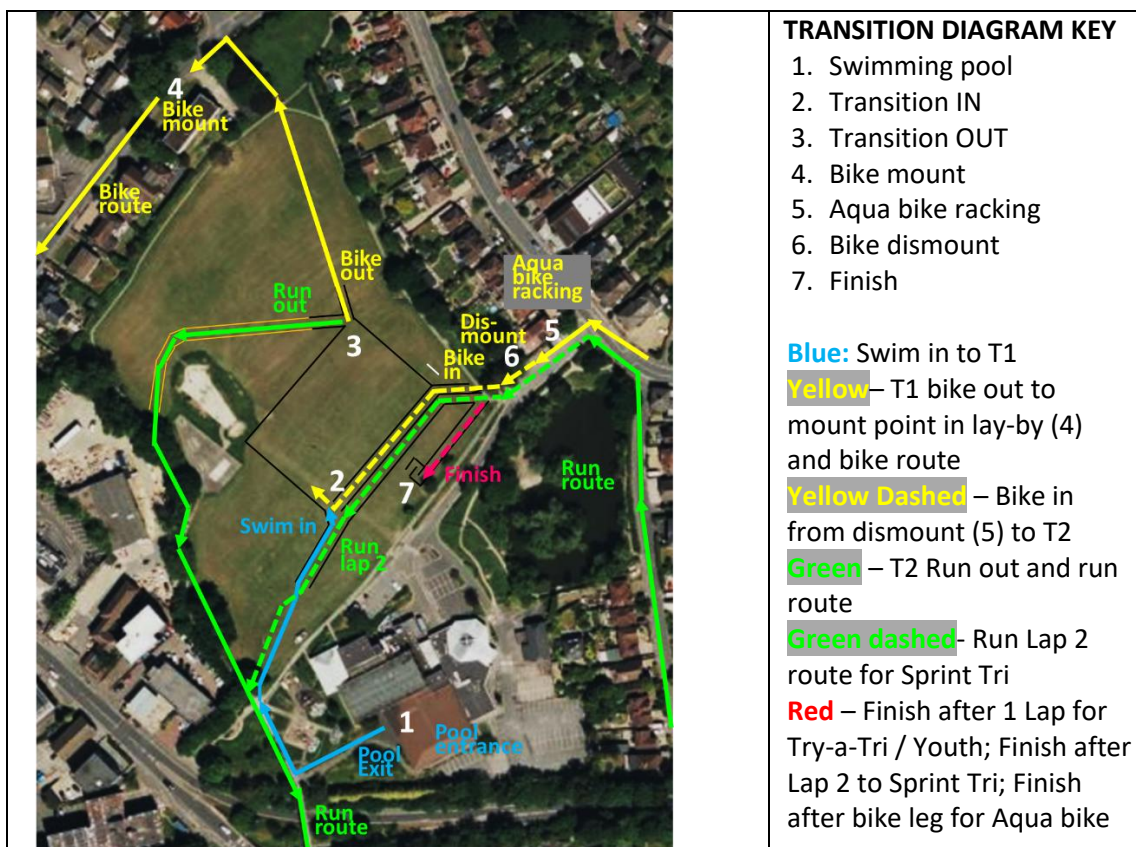 4
Bike
mount
Bike
route
Bike
out
Run
out
3
Aqua
bike
racking
Dis-
mount
5
6
Bike
in
2
Finish
7
Run
route
Swim in
Run
lap 2
1
Pool
entrance
Pool
Exit
Run
route
TRANSITION DIAGRAM KEY
1. Swimming pool
2. Transition IN
3. Transition OUT
4. Bike mount
5. Aqua bike racking
6. Bike dismount
7. Finish
Blue: Swim in to T1
Yellow– T1 bike out to
mount point in lay-by (4)
and bike route
Yellow Dashed – Bike in
from dismount (5) to T2
Green – T2 Run out and run
route
Green dashed- Run Lap 2
route for Sprint Tri
Red – Finish after 1 Lap for
Try-a-Tri / Youth; Finish after
Lap 2 to Sprint Tri; Finish
after bike leg for Aqua bike